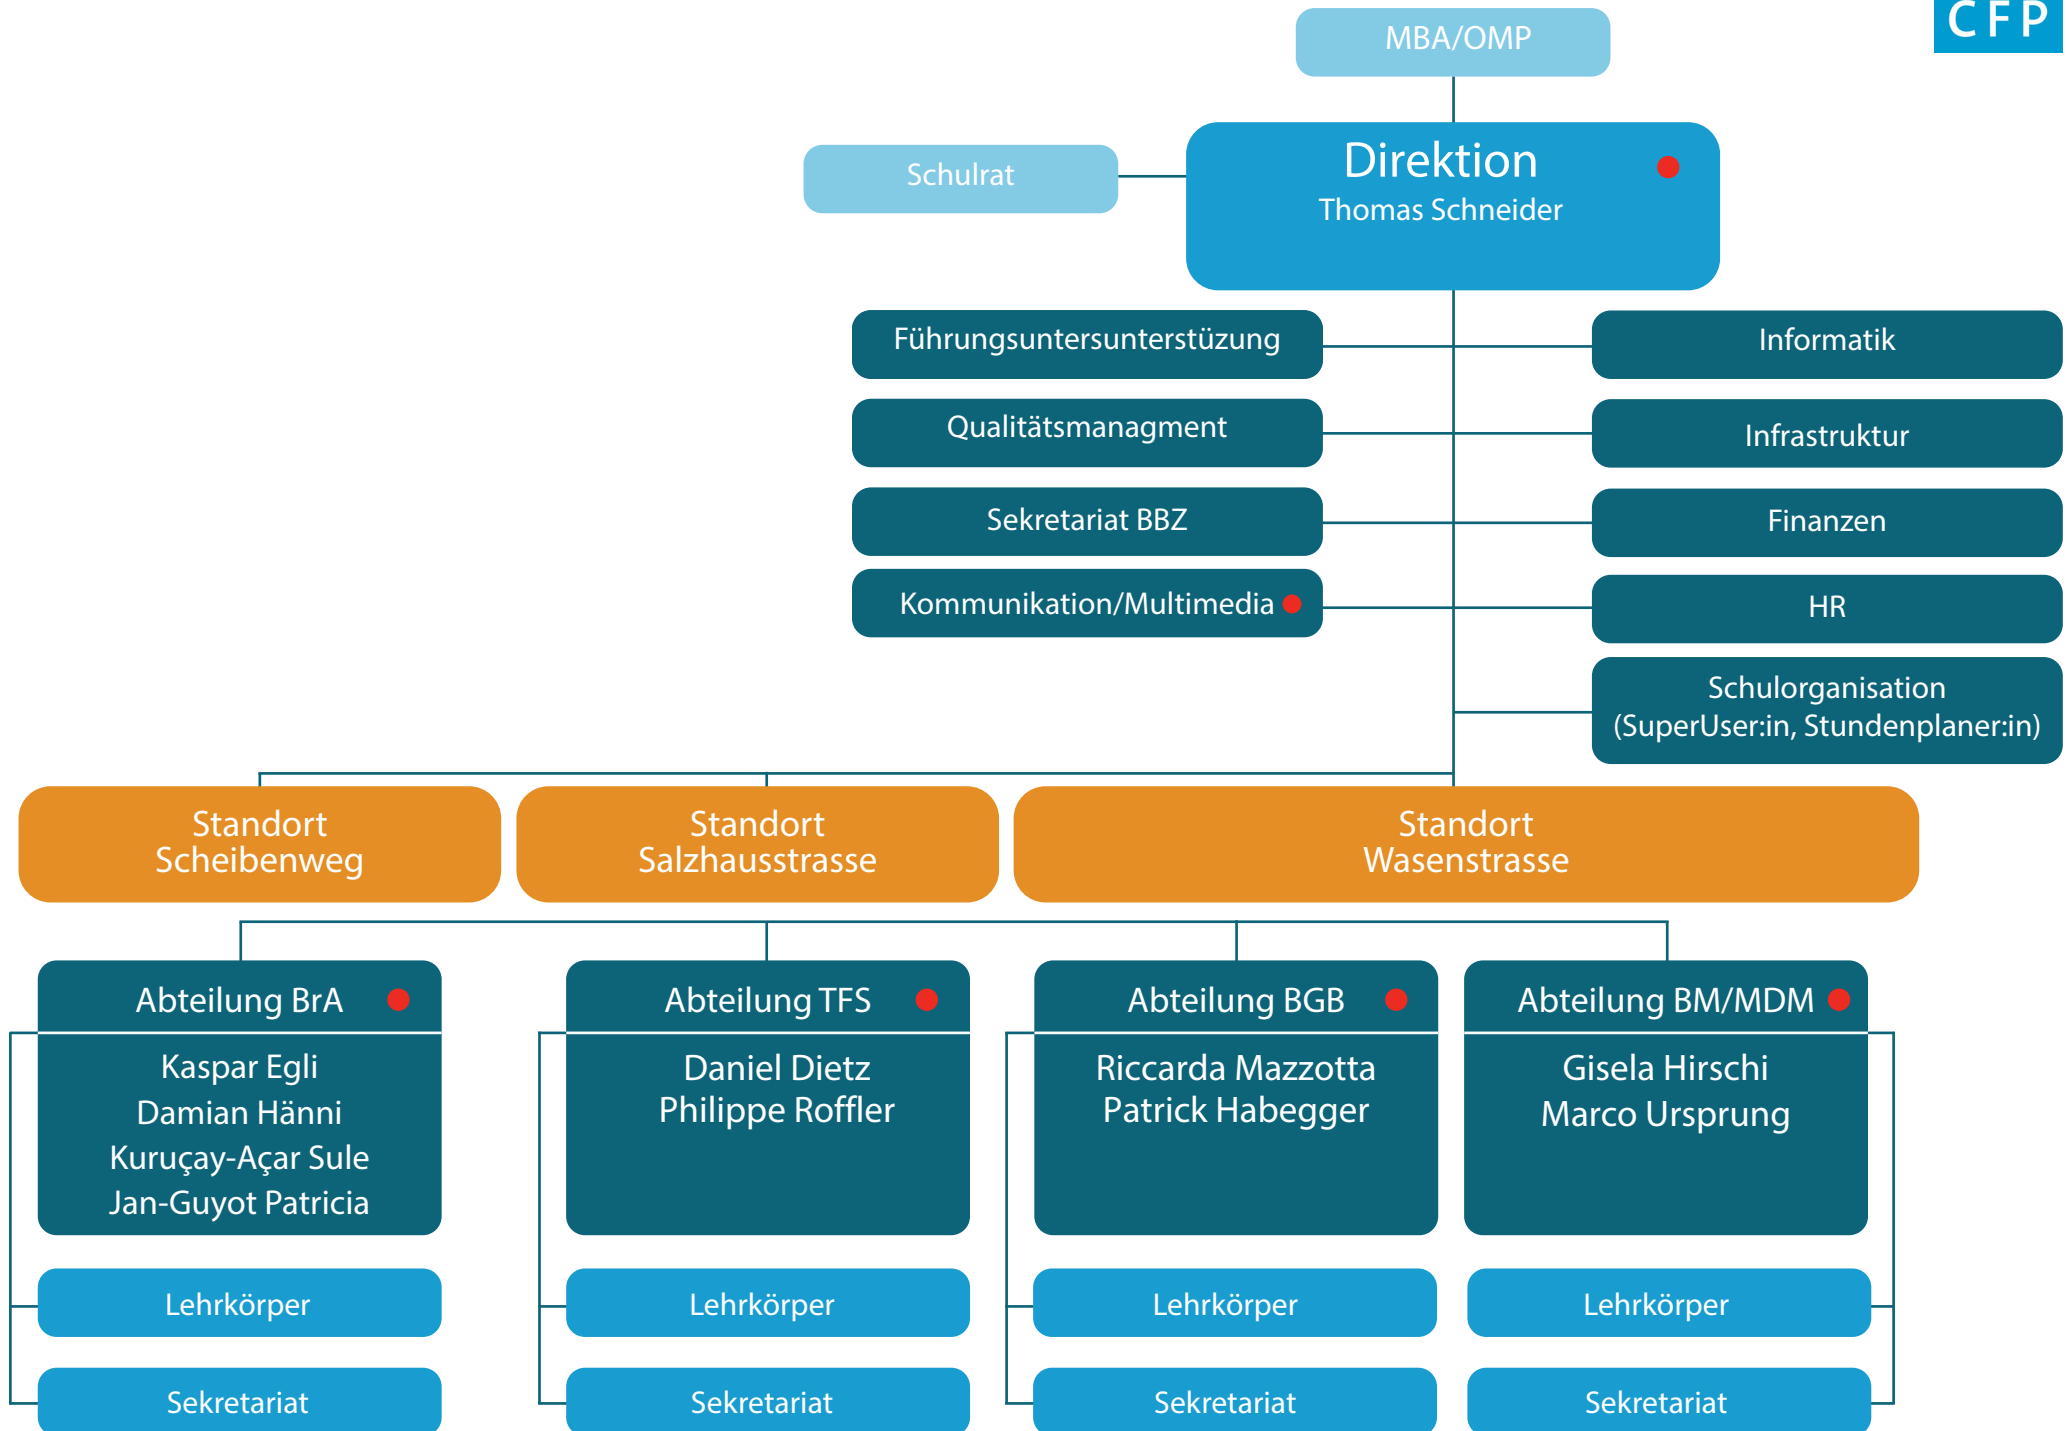 CFP
MBA/OMP
Direktion
Thomas Schneider
Schulrat
Führungsuntersunterstüzung
Informatik
Qualitätsmanagment
Infrastruktur
Sekretariat BBZ
Finanzen
Kommunikation/Multimedia
HR
Schulorganisation
(SuperUser:in, Stundenplaner:in)
Standort
Scheibenweg
Standort
Salzhausstrasse
Standort
Wasenstrasse
Abteilung BrA
Kaspar Egli
Damian Hänni
Kuruçay-Açar Sule
Jan-Guyot Patricia
Lehrkörper
Sekretariat
Abteilung TFS
Daniel Dietz
Philippe Roffler
Lehrkörper
Sekretariat
Abteilung BGB
Riccarda Mazzotta
Patrick Habegger
Lehrkörper
Sekretariat
Abteilung BM/MDM
Gisela Hirschi
Marco Ursprung
Lehrkörper
Sekretariat